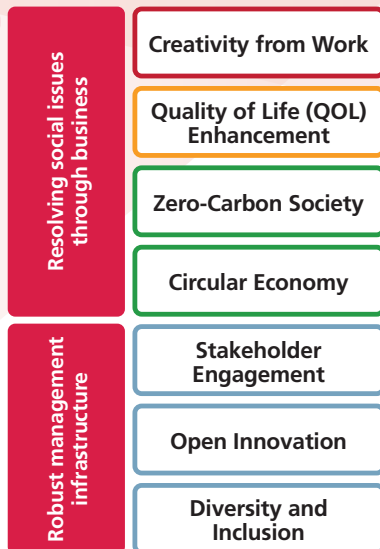 Resolving social issues
through business
Creativity from Work
Quality of Life (QOL)
Enhancement
Zero-Carbon Society
Circular Economy
Robust management
infrastructure
Stakeholder
Engagement
Open Innovation
Diversity and
Inclusion